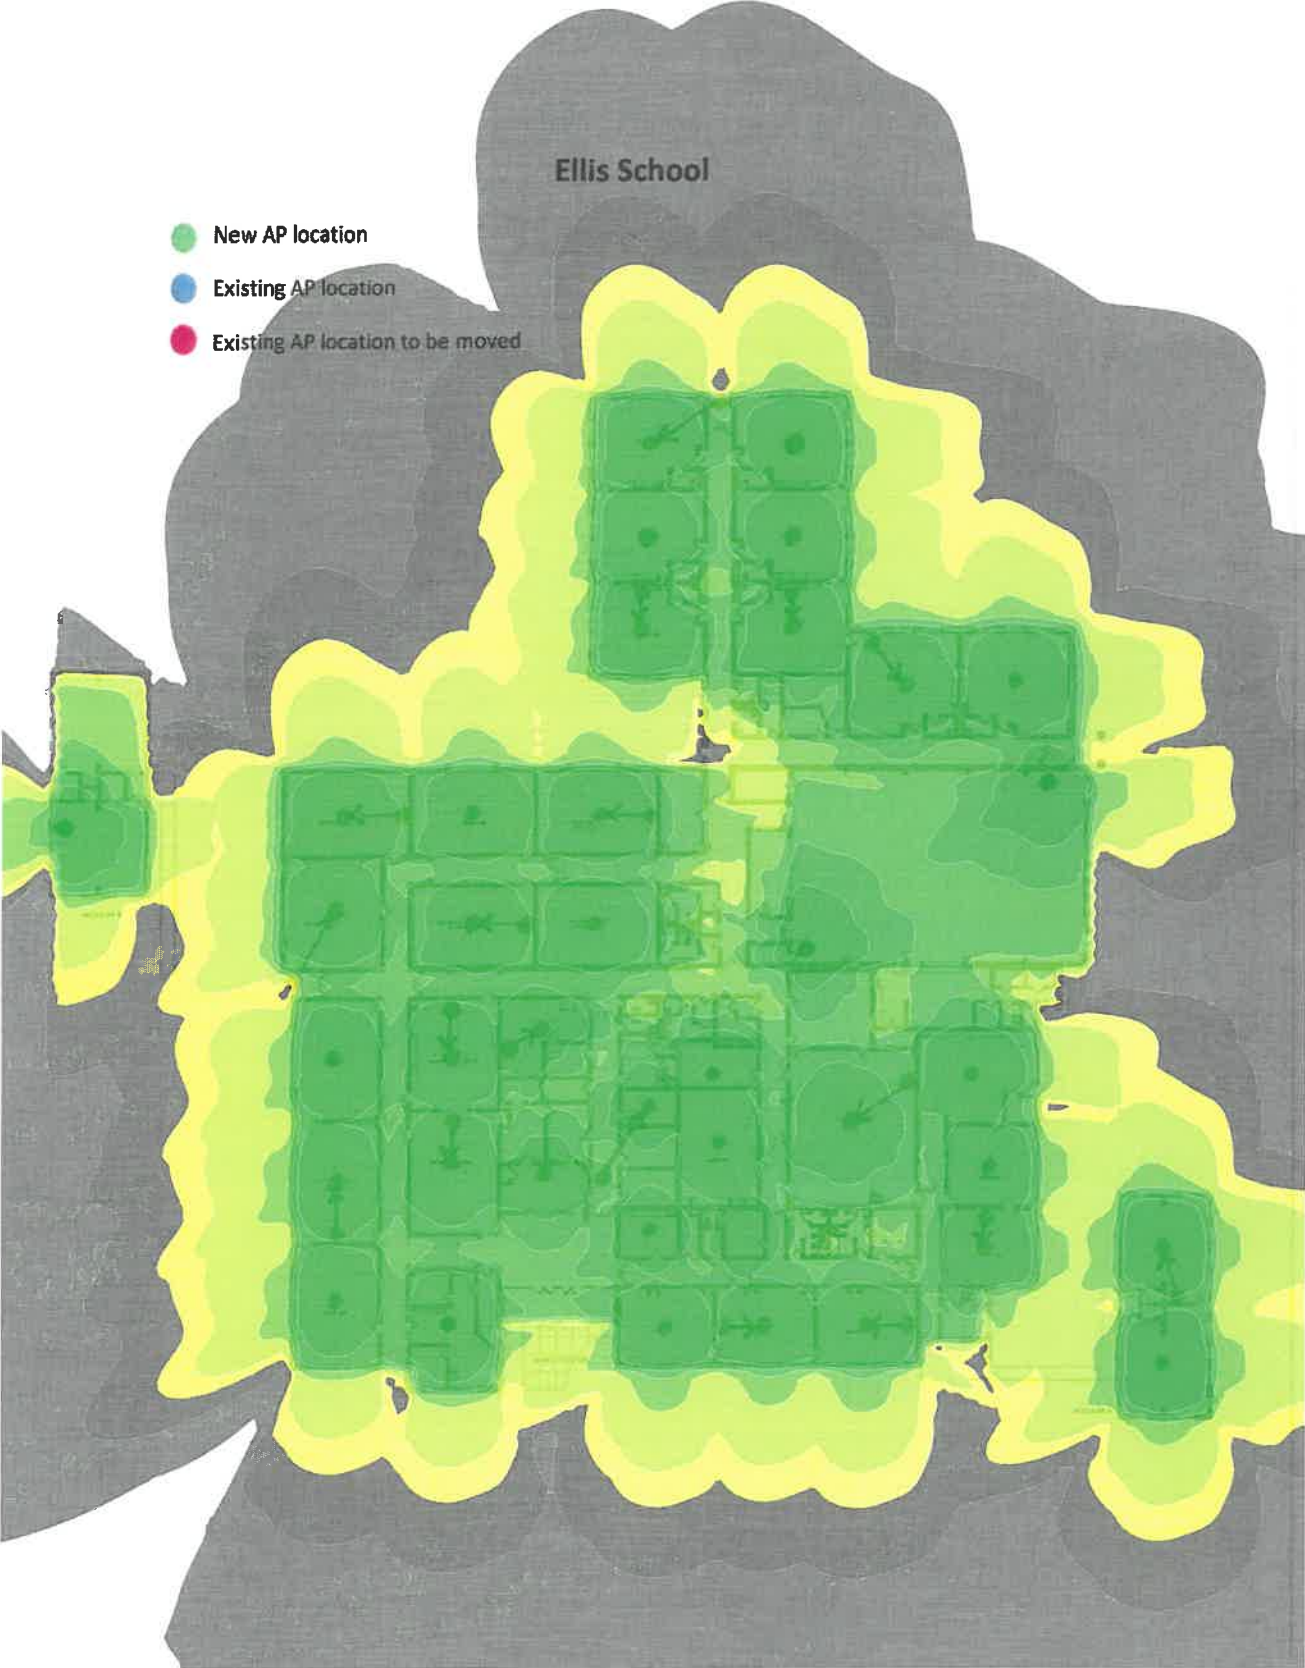 Ellis School
New AP location
Existing AP location
Existing AP location to be moved